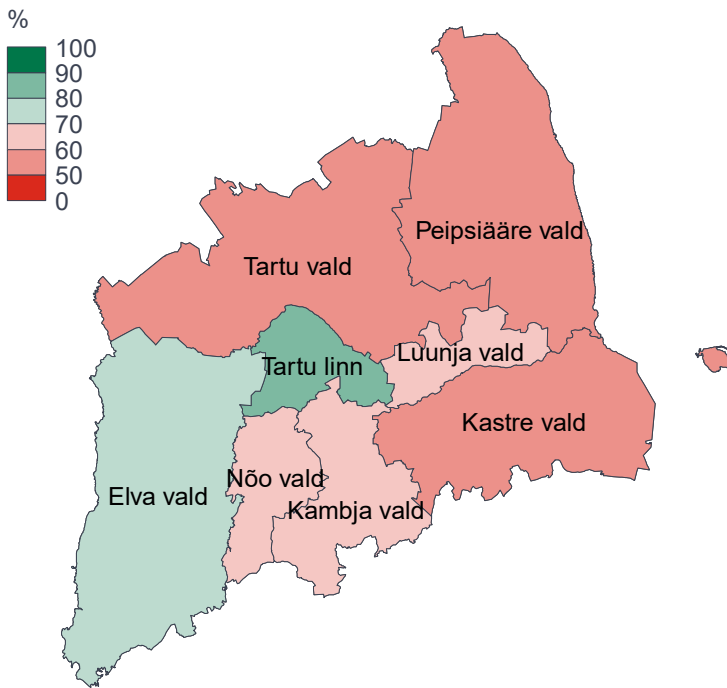 %
100
90
80
70
60
50
0
Peipsiääre vald
Tartu vald
Luunja vald
Tartu linn
Kastre vald
Nõo vald
Elva vald
Kambja vald